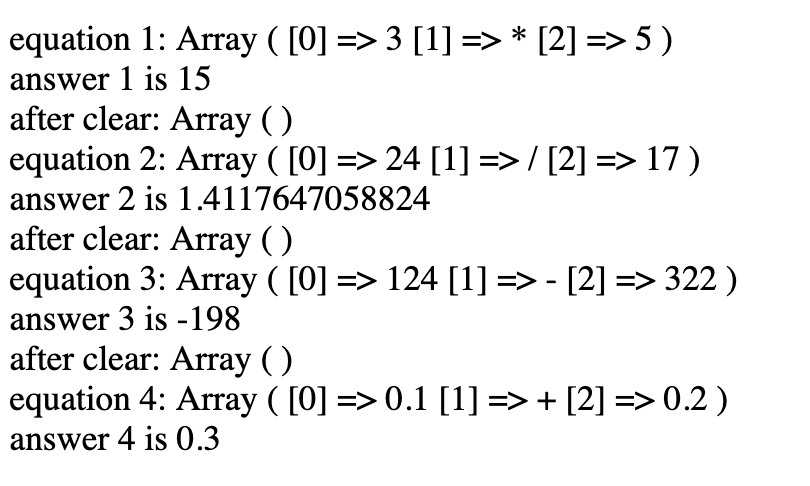 equation 1: Array ( [0] => 3 [1] => * [2] => 5 )
answer 1 is 15
after clear: Array ( )
equation 2: Array ( [0] => 24 [1] => / [2] => 17 )
answer 2 is 1.4117647058824
after clear: Array ( )
equation 3: Array ( [0] => 124 [1] => - [2] => 322 )
answer 3 is -198
after clear: Array ( )
equation 4: Array ( [0] => 0.1 [1] => + [2] => 0.2 )
answer 4 is 0.3